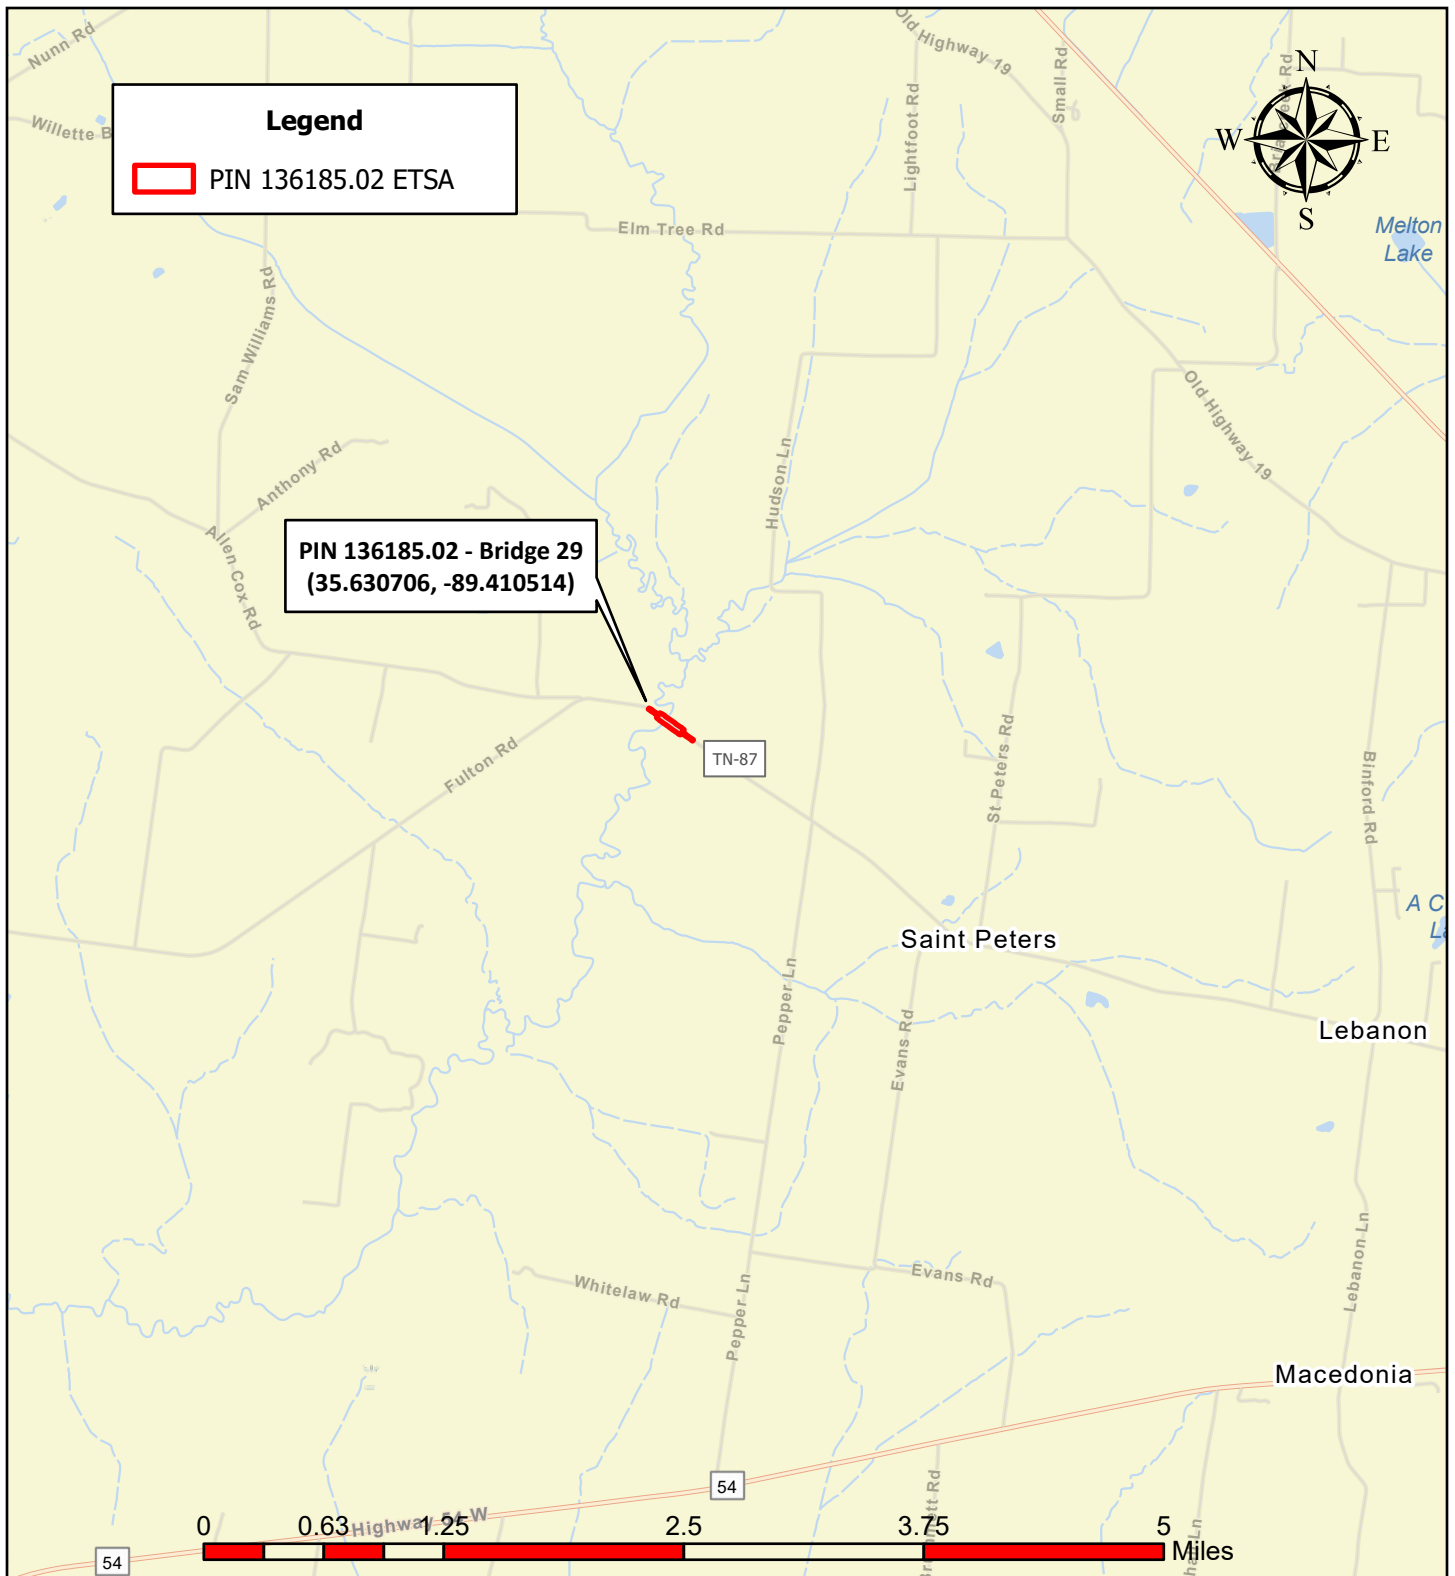 Nunn Rd
Old Highway 19
Small Rd
N
W
E
S
Legend
PIN 136185.02 ETSA
Lightfoot Rd
Elm Tree Rd
Melton
Lake
Sam Williams Rd
Old Highway 19
Anthony Rd
Hudson Ln
Allen Cox Rd
PIN 136185.02 - Bridge 29
(35.630706, -89.410514)
TN-87
Fulton Rd
St Peters Rd
Binford Rd
A C
Saint Peters
Pepper Ln
Evans Rd
Lebanon
Whitelaw Rd
Evans Rd
Pepper Ln
Lebanon Ln
Macedonia
54
Highway 54 W
54
0 0.63 1.25 2.5 3.75 5
Miles